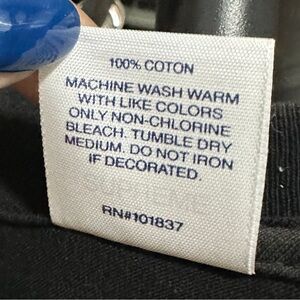 100% COTON
MACHINE WASH WARM
WITH LIKE COLORS
ONLY NON-CHLORINE
BLEACH. TUMBLE DRY
MEDIUM. DO NOT IRON
IF DECORATED.
RN#101837